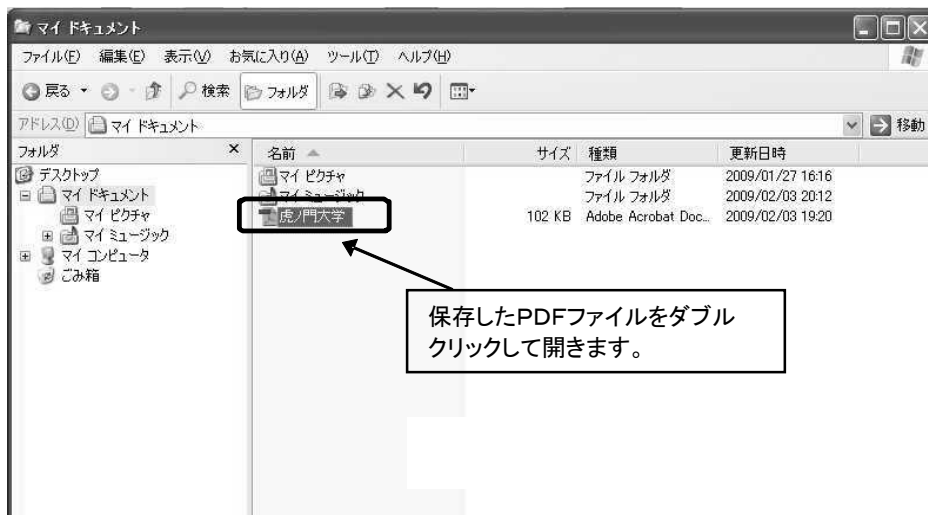 マイ ドキュメント
ファイル(F) 編集(E) 表示(V) お気に入り(A) ツール(T) ヘルプ(H)
戻る 検索 フォルダ
アドレス(D) マイ ドキュメント 移動
フォルダ × 名前 サイズ 種類 更新日時
デスクトップ
マイ ドキュメント
マイ ピクチャ
マイ ミュージック
マイ コンピュータ
ごみ箱
マイ ピクチャ ファイル フォルダ 2009/01/27 16:16
マイ ミュージック ファイル フォルダ 2009/02/03 20:12
虎ノ門大学 102 KB Adobe Acrobat Doc... 2009/02/03 19:20
保存したPDFファイルをダブル
クリックして開きます。